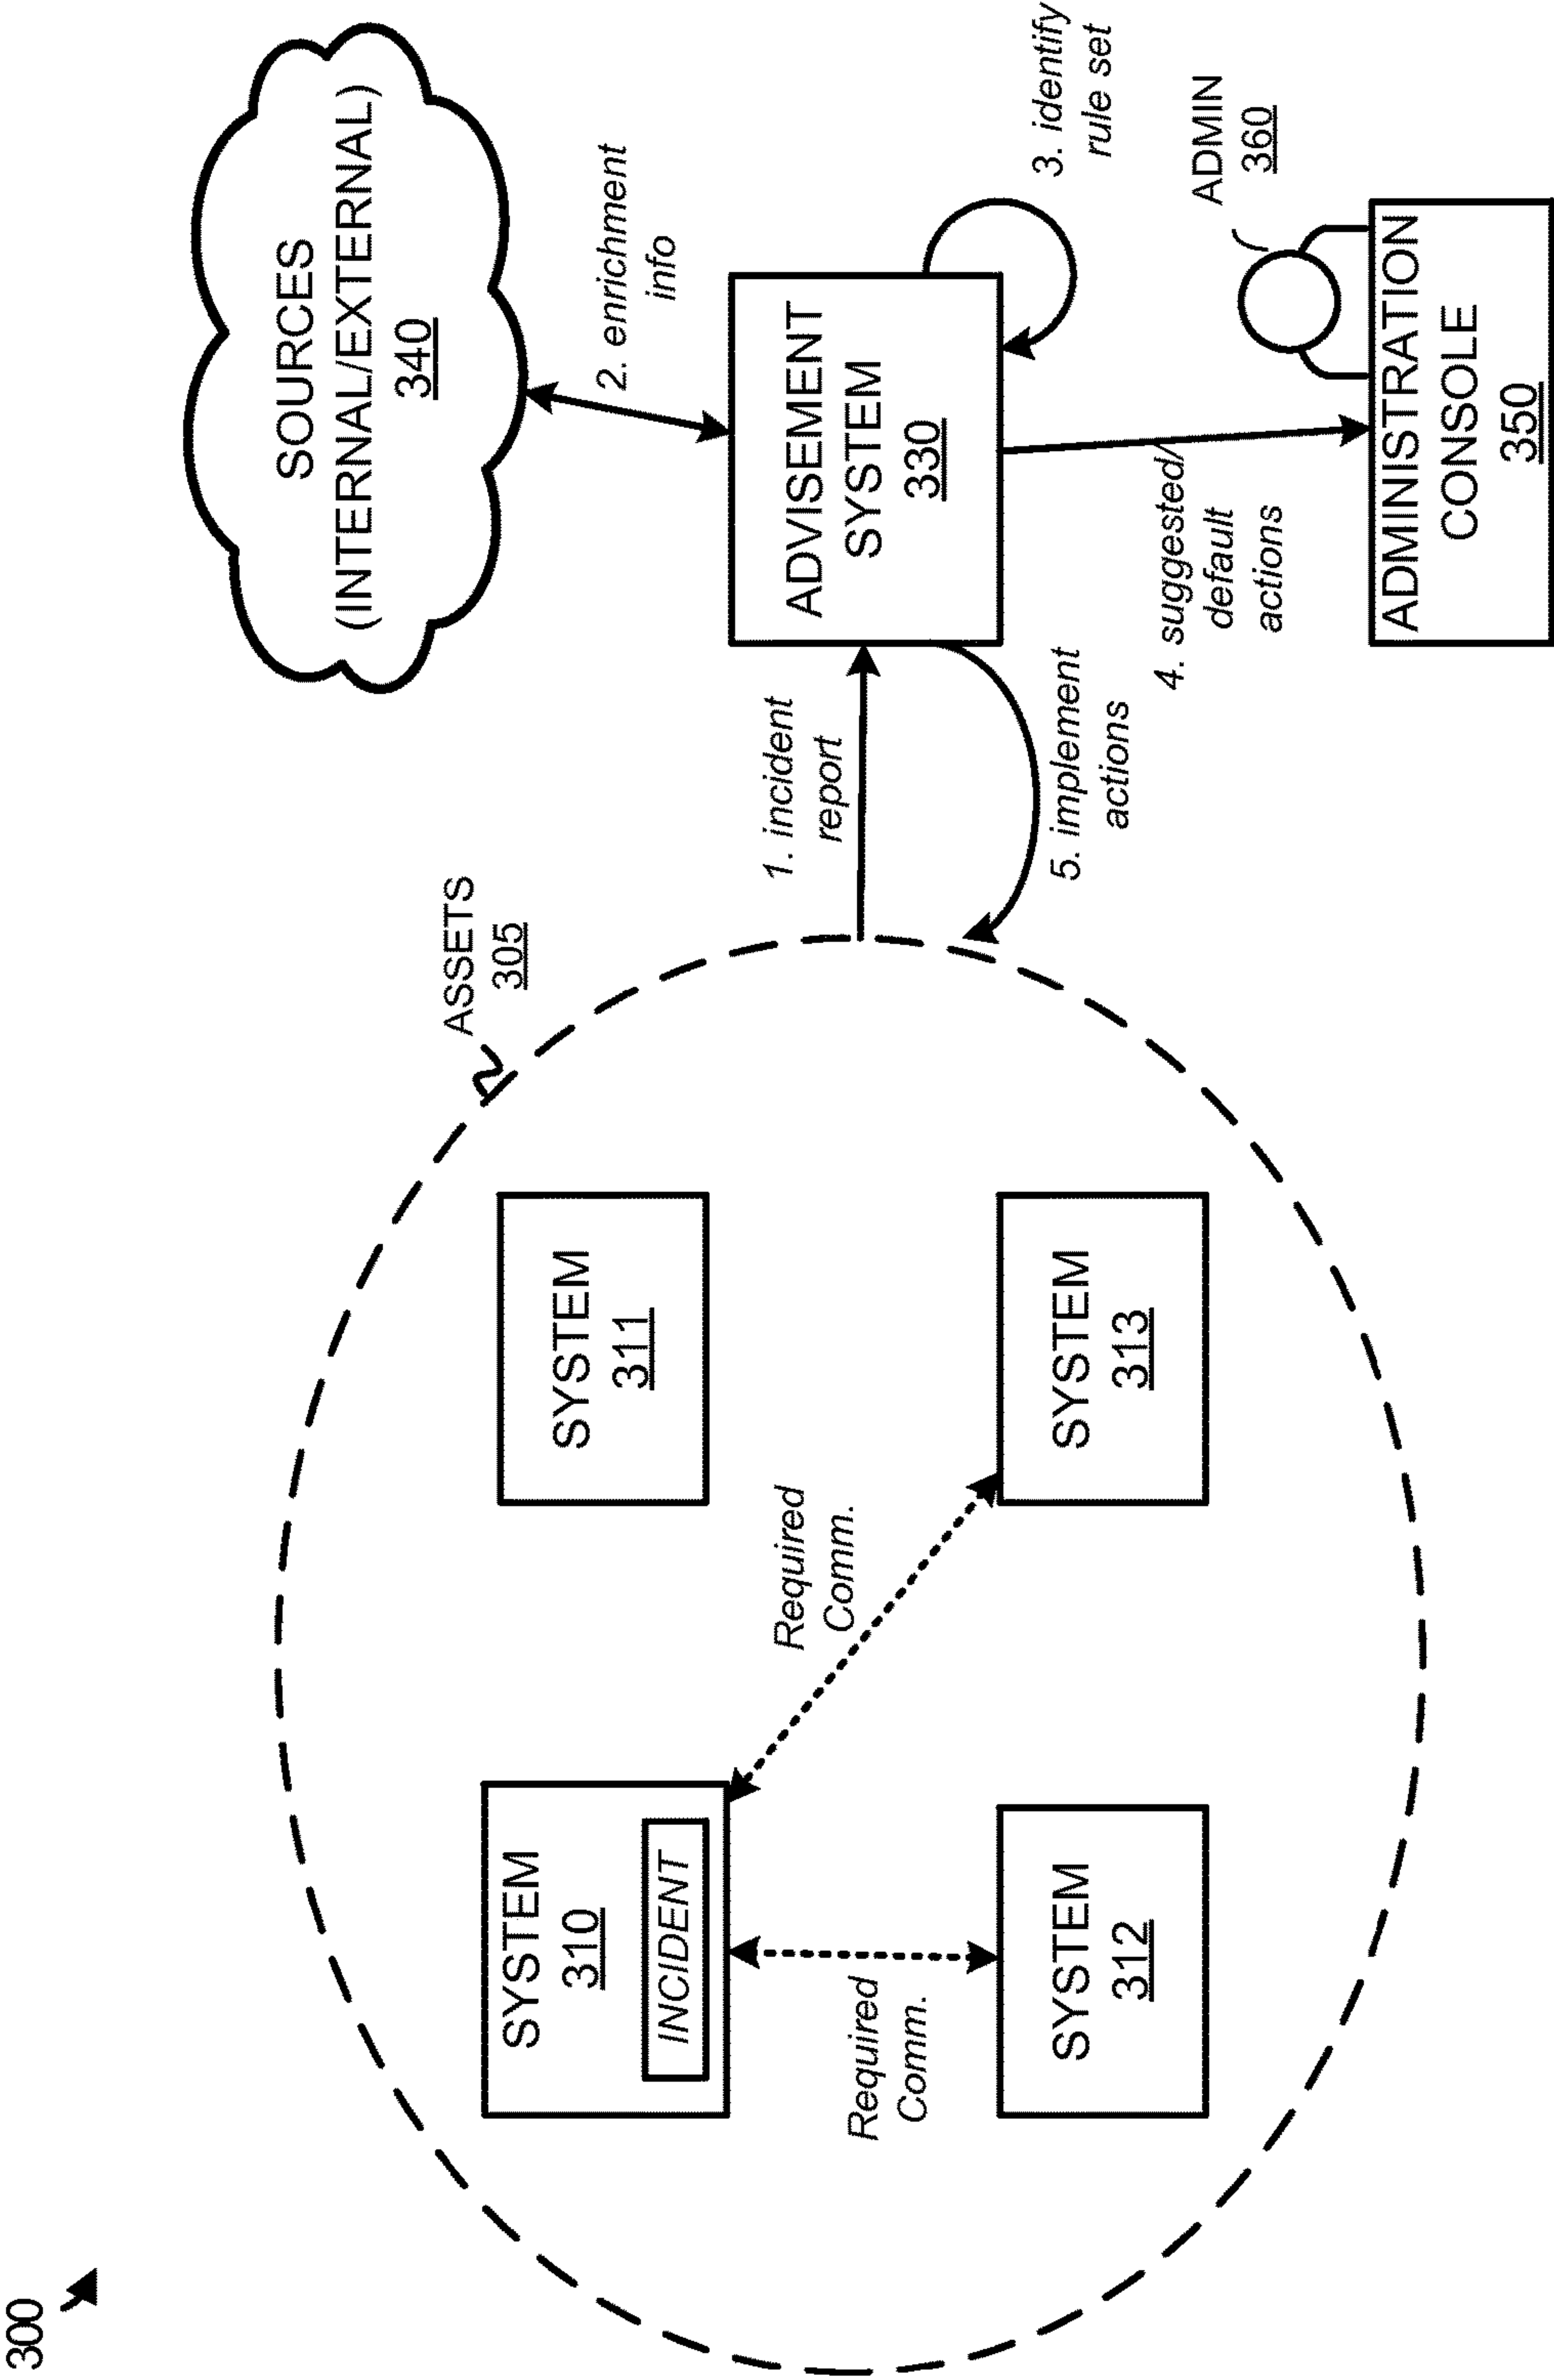 300
ASSETS
305
SYSTEM
310
INCIDENT
SYSTEM
311
Required
Comm.
Required
Comm.
SYSTEM
312
SYSTEM
313
1. incident
report
5. implement
actions
SOURCES
(INTERNAL/EXTERNAL)
340
2. enrichment
info
ADVISEMENT
SYSTEM
330
3. identify
rule set
4. suggested/
default
actions
ADMIN
360
ADMINISTRATION
CONSOLE
350